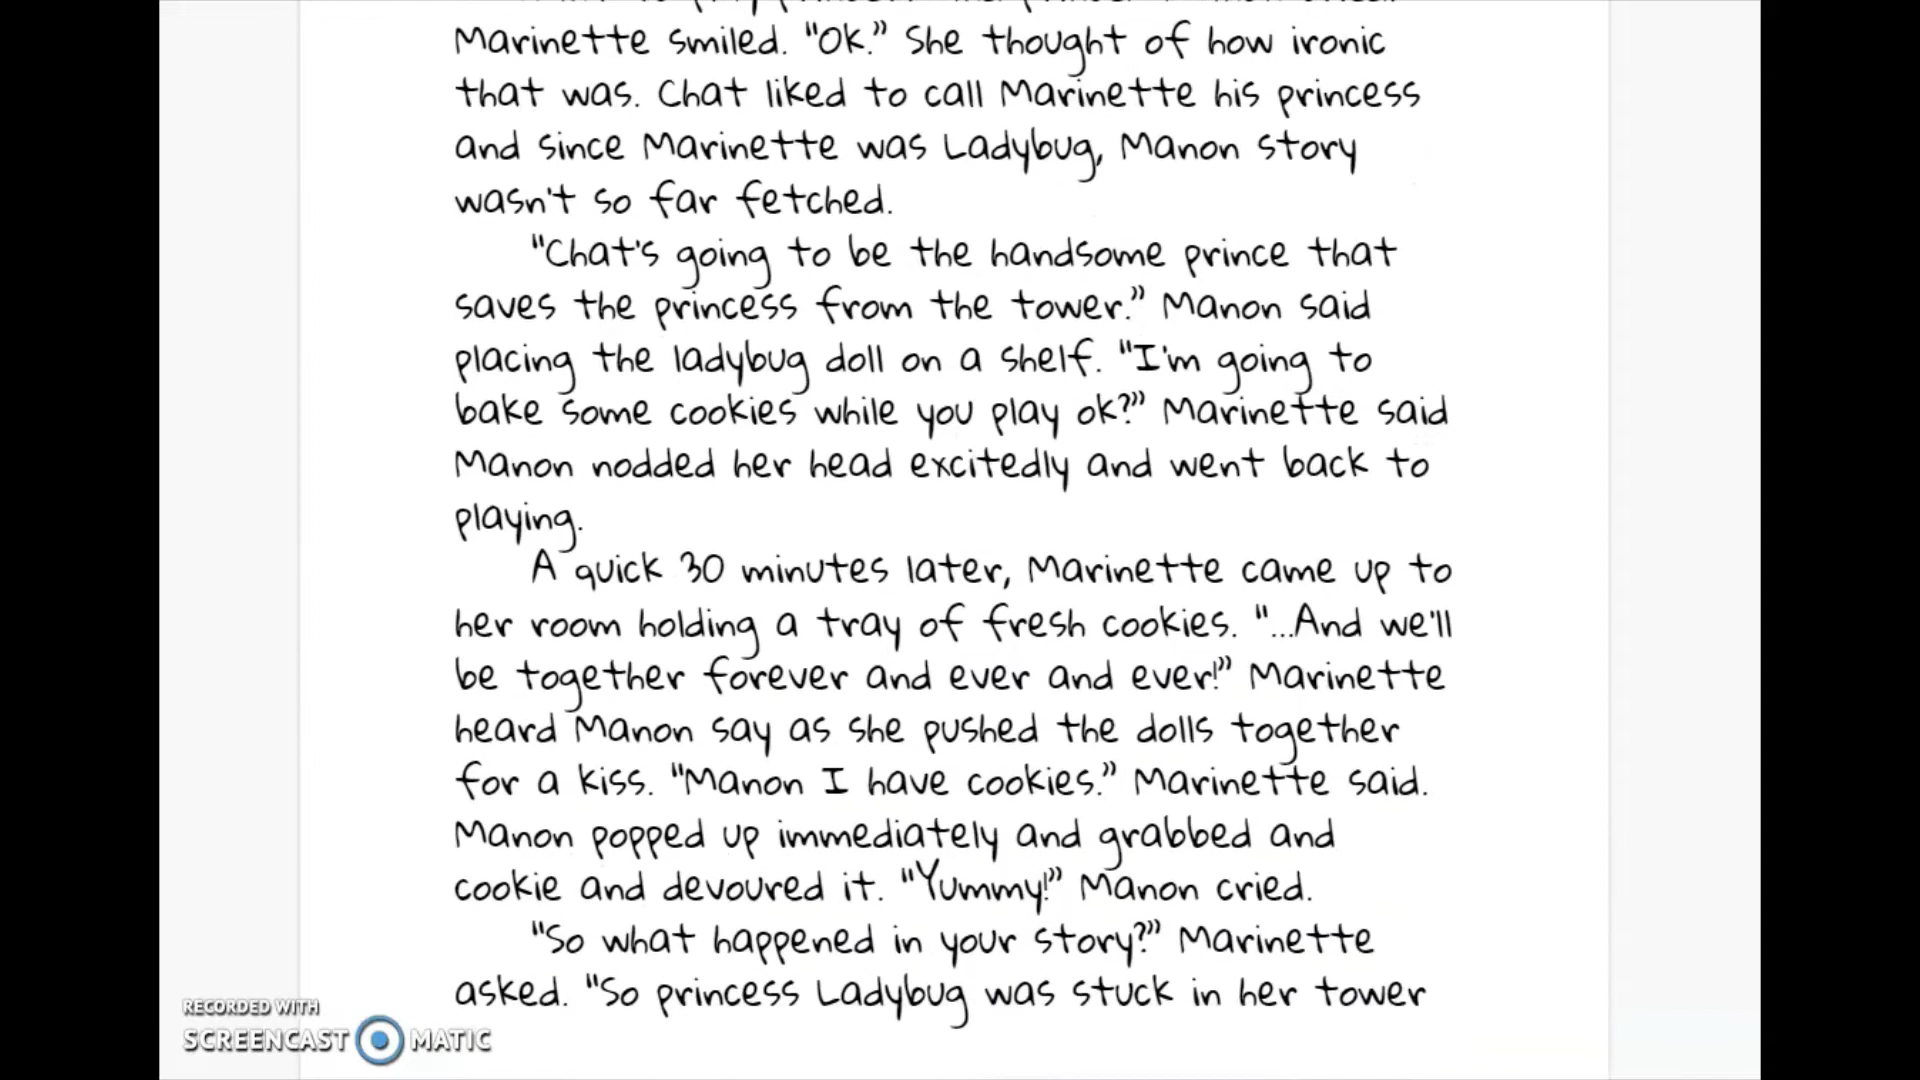 Marinette smiled. "Ok." She thought of how ironic
that was. Chat liked to call Marinette his princess
and since Marinette was Ladybug, Manon story
wasn't so far fetched.
"Chat's going to be the handsome prince that
saves the princess from the tower." Manon said
placing the ladybug doll on a shelf. "I'm going to
bake some cookies while you play ok?" Marinette said
Manon nodded her head excitedly and went back to
playing.
A quick 30 minutes later, Marinette came up to
her room holding a tray of fresh cookies. "...And we'll
be together forever and ever and ever!" Marinette
heard Manon say as she pushed the dolls together
for a kiss. "Manon I have cookies." Marinette said.
Manon popped up immediately and grabbed and
cookie and devoured it. "Yummy!" Manon cried.
"So what happened in your story?" Marinette
asked. "So princess Ladybug was stuck in her tower
RECORDED WITH
SCREENCAST MATIC